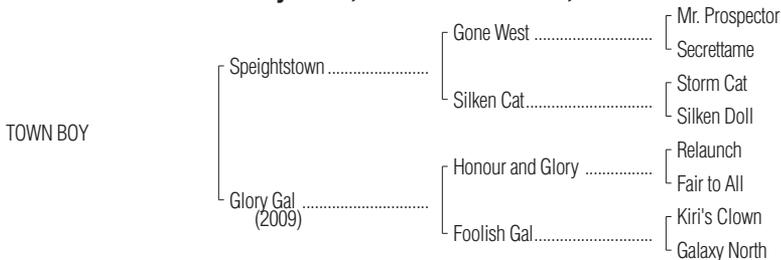 Mr. Prospector
Gone West
Secrettame
Speightstown
Storm Cat
Silken Cat
Silken Doll
TOWN BOY
Relaunch
Honour and Glory
Fair to All
Glory Gal
(2009)
Kiri's Clown
Foolish Gal
Galaxy North